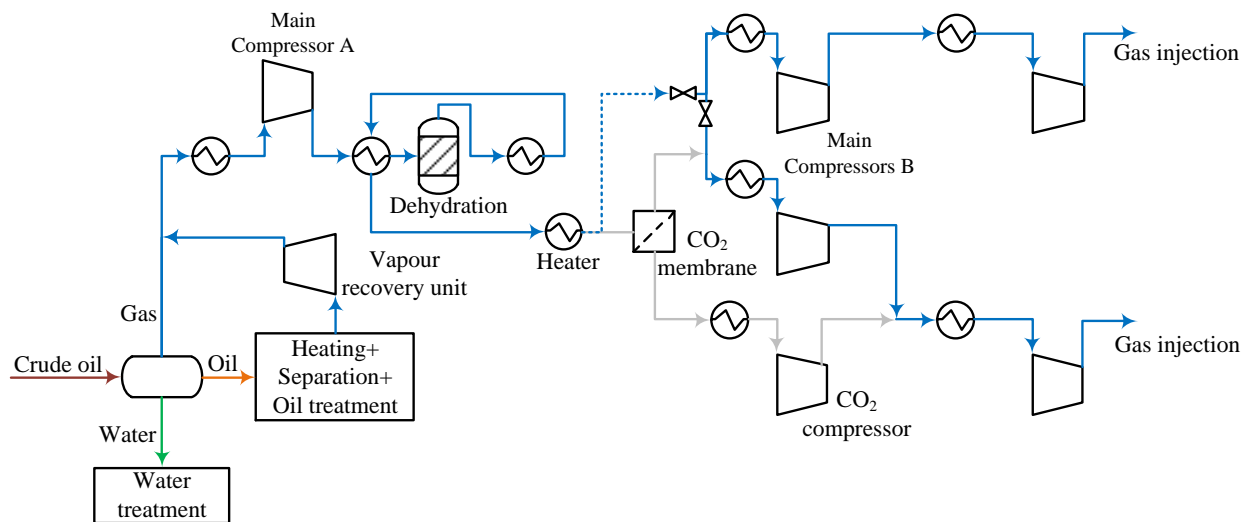 Main
Compressor A
Gas injection
Main
Compressors B
Dehydration
Heater
CO₂
membrane
Vapour
recovery unit
Gas
Crude oil
Oil
Heating+
Separation+
Oil treatment
Gas injection
CO₂
compressor
Water
Water
treatment